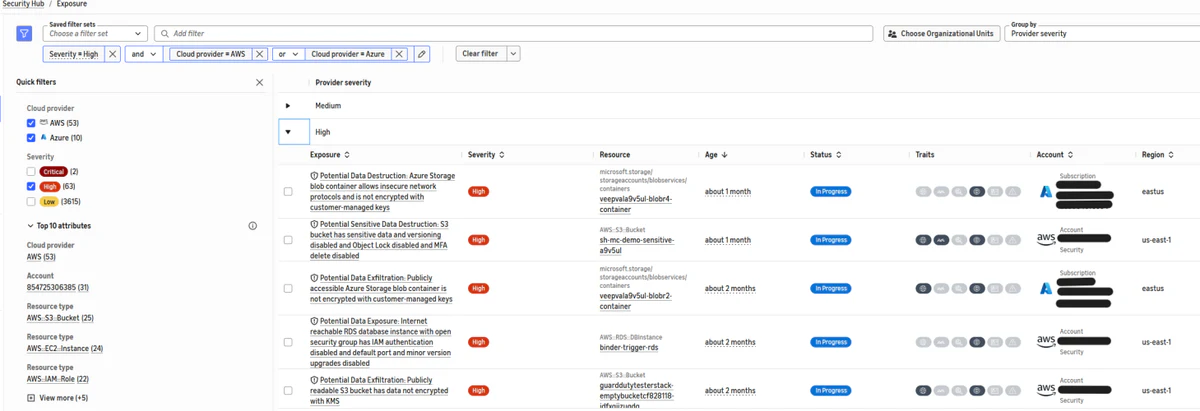 Security Hub / Exposure
Saved filter sets
Choose a filter set
Add filter
Choose Organizational Units
Group by
Provider severity
Severity = High
and
Cloud provider = AWS
or
Cloud provider = Azure
Clear filter
Quick filters
Cloud provider
AWS (53)
Azure (10)
Severity
Critical (2)
High (63)
Low (3615)
Top 10 attributes
Cloud provider
AWS (53)
Account
854725306385 (31)
Resource type
AWS::S3::Bucket (25)
Resource type
AWS::EC2::Instance (24)
Resource type
AWS::IAM::Role (22)
View more (+5)
Provider severity
Medium
High
Exposure Severity Resource Age Status Traits Account Region
Potential Data Destruction: Azure Storage
blob container allows insecure network
protocols and is not encrypted with
customer-managed keys
High
microsoft.storage/
storageaccounts/blobservices/
containers
veepvala9v5ul-blobr4-
container
about 1 month
In Progress
Subscription
eastus
Potential Sensitive Data Destruction: S3
bucket has sensitive data and versioning
disabled and Object Lock disabled and MFA
delete disabled
High
AWS::S3::Bucket
sh-mc-demo-sensitive-
a9v5ul
about 1 month
In Progress
aws
Account
Security
us-east-1
Potential Data Exfiltration: Publicly
accessible Azure Storage blob container is
not encrypted with customer-managed keys
High
microsoft.storage/
storageaccounts/blobservices/
containers
veepvala9v5ul-blobr2-
container
about 2 months
In Progress
Subscription
eastus
Potential Data Exposure: Internet
reachable RDS database instance with open
security group has IAM authentication
disabled and default port and minor version
upgrades disabled
High
AWS::RDS::DBInstance
binder-trigger-rds
about 2 months
In Progress
aws
Account
Security
us-east-1
Potential Data Exfiltration: Publicly
readable S3 bucket has data not encrypted
with KMS
High
AWS::S3::Bucket
guarddutytesterstack-
emptybucketcf828118-
about 2 months
In Progress
aws
Account
Security
us-east-1